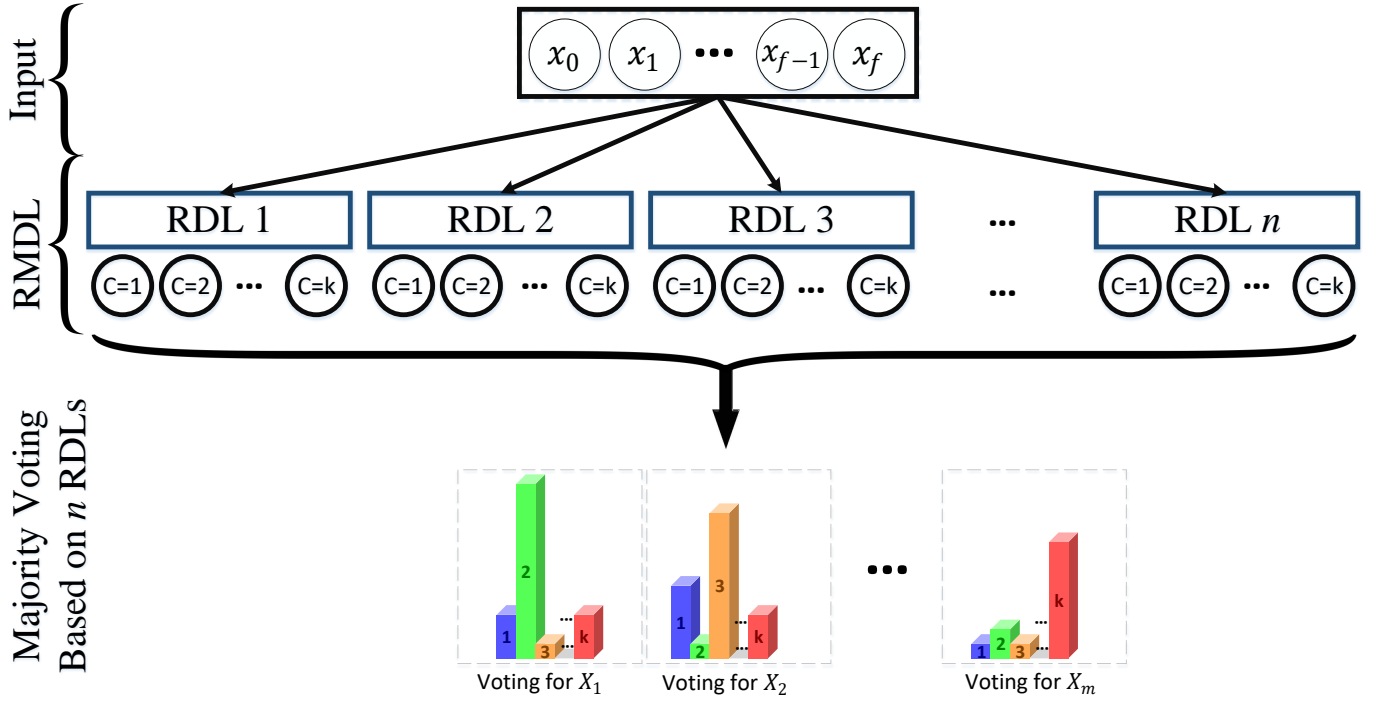 Input
x₀ x₁ ... x_{f−1} x_f
RMDL
RDL 1 RDL 2 RDL 3 ... RDL n
C=1 C=2 ... C=k C=1 C=2 ... C=k C=1 C=2 ... C=k ... C=1 C=2 ... C=k
Majority Voting
Based on n RDLs
1 2 3 ... ... k
1 2 3 ... ... k
...
1 2 3 ... ... k
Voting for X₁
Voting for X₂
Voting for Xₘ